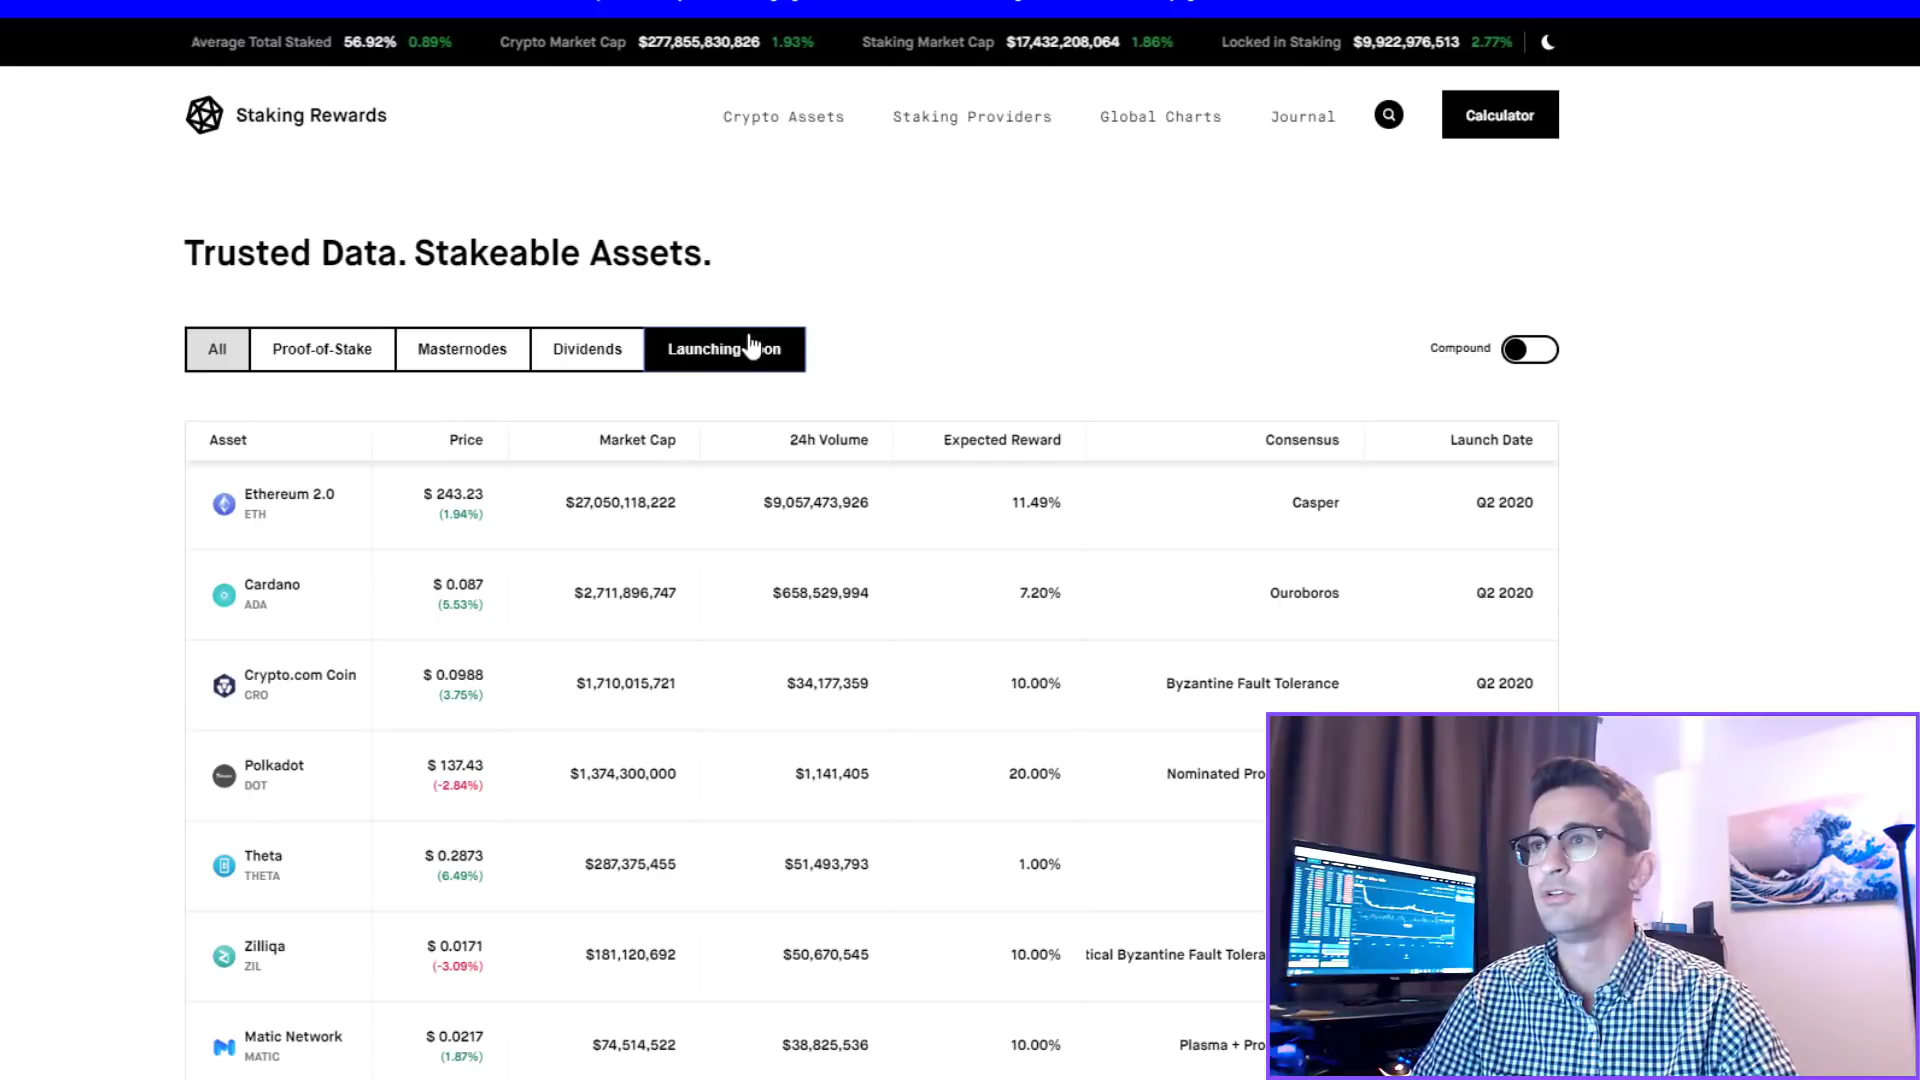 Average Total Staked 56.92% 0.89% Crypto Market Cap $277,855,830,826 1.93% Staking Market Cap $17,432,208,064 1.86% Locked in Staking $9,922,976,513 2.77%
Staking Rewards Crypto Assets Staking Providers Global Charts Journal Calculator
Trusted Data. Stakeable Assets.
All Proof-of-Stake Masternodes Dividends Launching Compound
Asset Price Market Cap 24h Volume Expected Reward Consensus Launch Date
Ethereum 2.0 $ 243.23 $27,050,118,222 $9,057,473,926 11.49% Casper Q2 2020
ETH (1.94%)
Cardano $ 0.087 $2,711,896,747 $658,529,994 7.20% Ouroboros Q2 2020
ADA (5.53%)
Crypto.com Coin $ 0.0988 $1,710,015,721 $34,177,359 10.00% Byzantine Fault Tolerance Q2 2020
CRO (3.75%)
Polkadot $ 137.43 $1,374,300,000 $1,141,405 20.00% Nominated Pro
DOT (-2.84%)
Theta $ 0.2873 $287,375,455 $51,493,793 1.00%
THETA (6.49%)
Zilliqa $ 0.0171 $181,120,692 $50,670,545 10.00% tical Byzantine Fault Tolera
ZIL (-3.09%)
Matic Network $ 0.0217 $74,514,522 $38,825,536 10.00% Plasma + Pro
MATIC (1.87%)